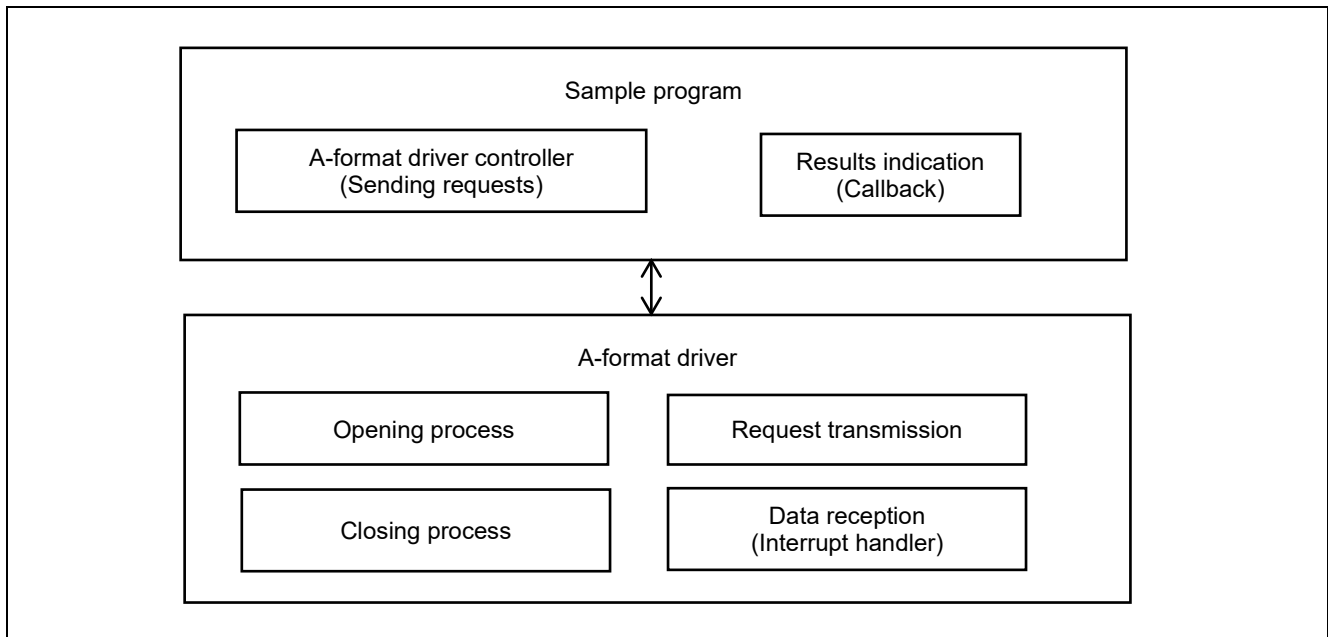 Sample program
A-format driver controller
(Sending requests)
Results indication
(Callback)
A-format driver
Opening process
Request transmission
Closing process
Data reception
(Interrupt handler)